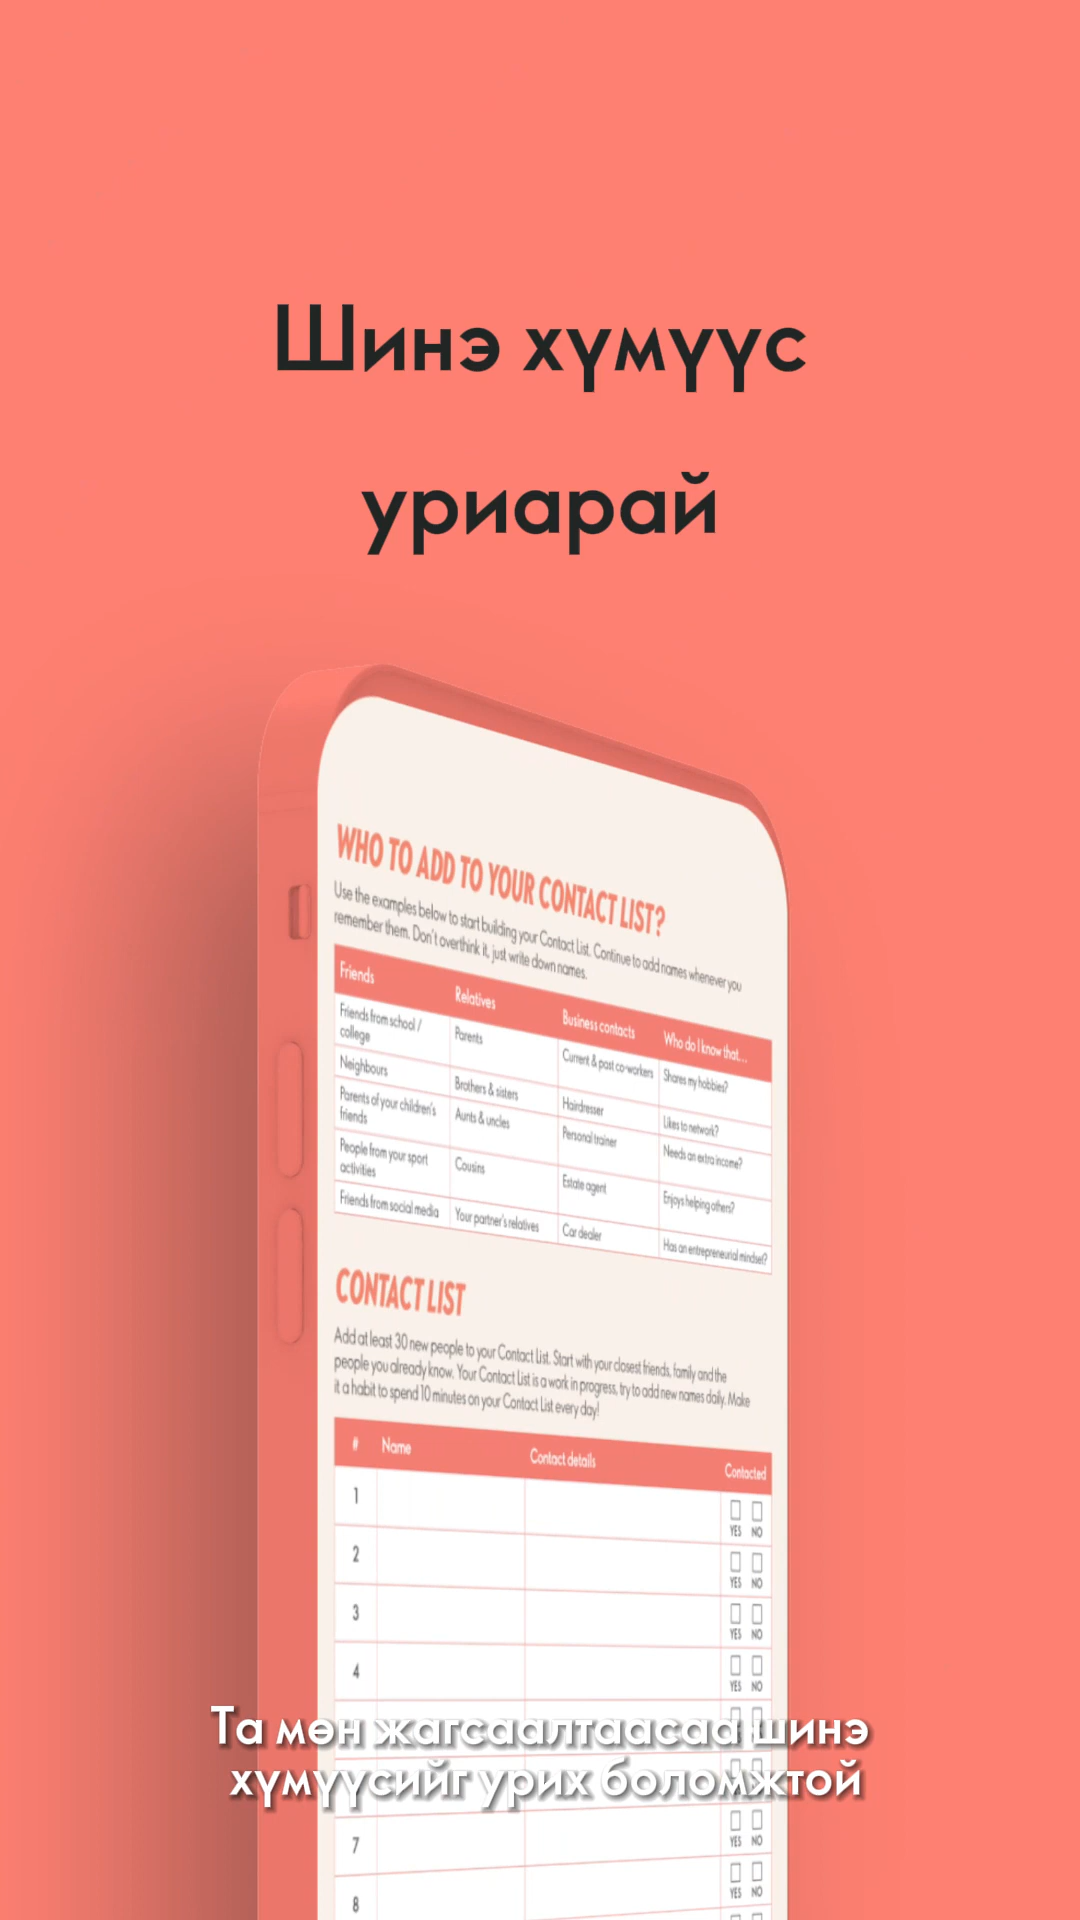 Шинэ хүмүүс
уриарай
WHO TO ADD TO YOUR CONTACT LIST?
Use the examples below to start building your Contact List. Continue to add names whenever you
remember them. Don't overthink it, just write down names.
Friends Relatives Business contacts Who do I know that...
Friends from school / college Parents Current & past co-workers Shares my hobbies?
Neighbours Brothers & sisters Hairdresser Likes to network?
Parents of your children's friends Aunts & uncles Personal trainer Needs an extra income?
People from your sport activities Cousins Estate agent Enjoys helping others?
Friends from social media Your partner's relatives Car dealer Has an entrepreneurial mindset?
CONTACT LIST
Add at least 30 new people to your Contact List. Start with your closest friends, family and the
people you already know. Your Contact List is a work in progress, try to add new names daily. Make
it a habit to spend 10 minutes on your Contact List every day!
# Name Contact details Contacted
1 YES NO
2 YES NO
3 YES NO
4 YES NO
Та мөн жагсаалтаасаа шинэ
хүмүүсийг урих боломжтой
7 YES NO
8 YES NO